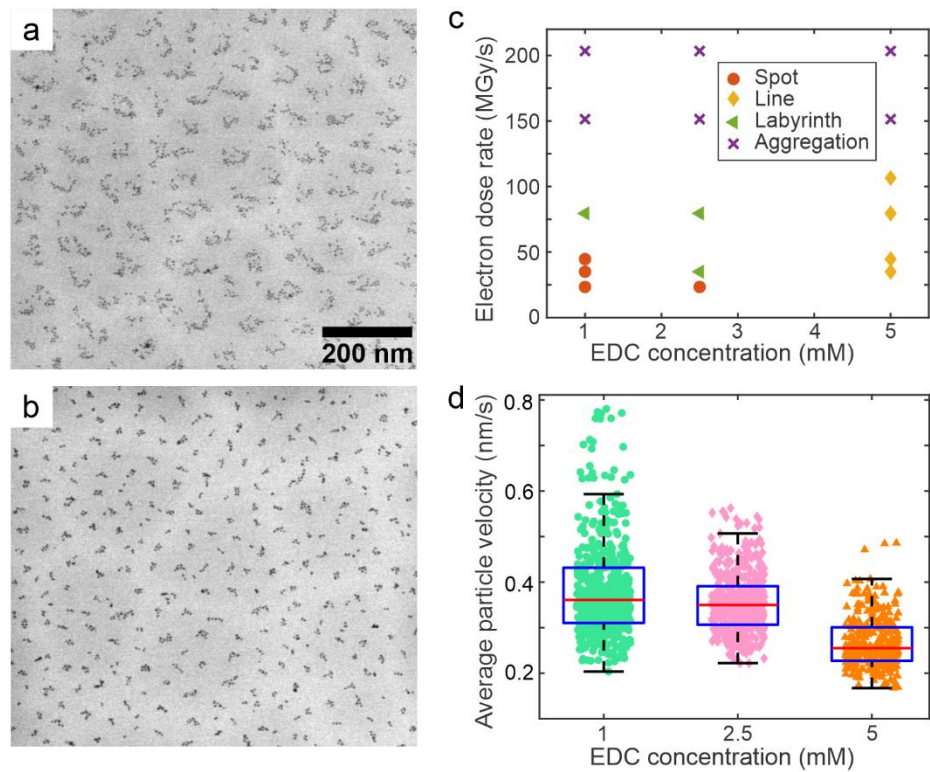 a
200 nm
b
c
Electron dose rate (MGy/s)
200
150
100
50
0
Spot
Line
Labyrinth
Aggregation
1
2
3
4
5
EDC concentration (mM)
d
Average particle velocity (nm/s)
0.8
0.6
0.4
0.2
1
2.5
5
EDC concentration (mM)